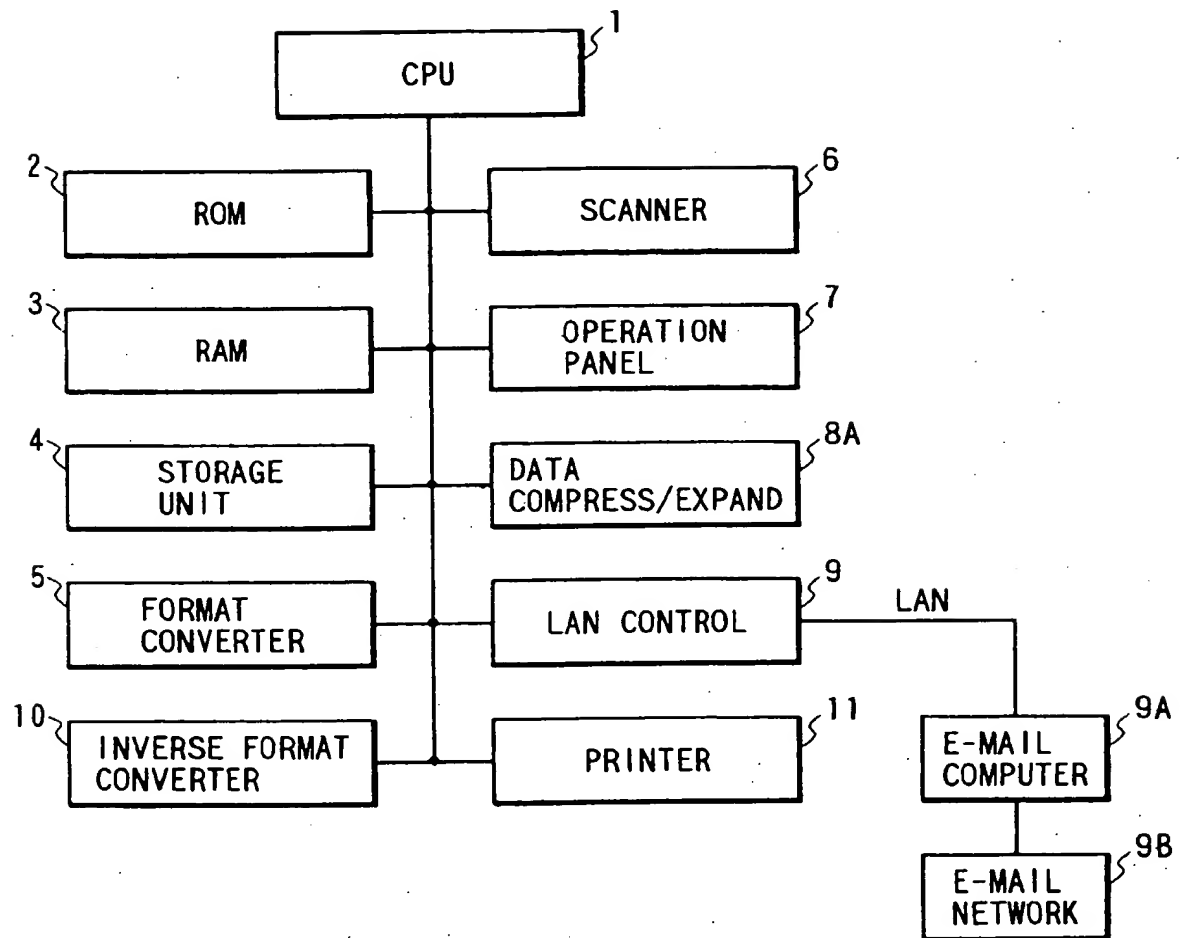 1
CPU
2
ROM
6
SCANNER
3
RAM
7
OPERATION
PANEL
4
STORAGE
UNIT
8A
DATA
COMPRESS/EXPAND
5
FORMAT
CONVERTER
9
LAN CONTROL
LAN
10
INVERSE FORMAT
CONVERTER
11
PRINTER
9A
E-MAIL
COMPUTER
9B
E-MAIL
NETWORK